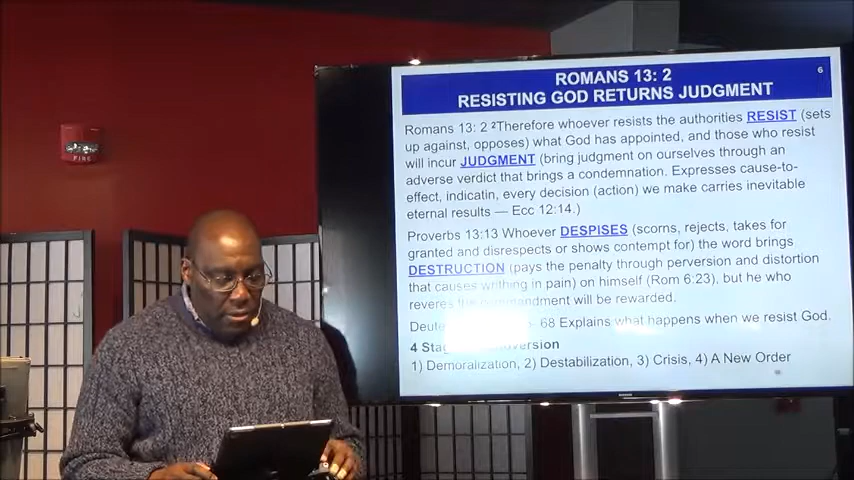 ROMANS 13: 2
6
RESISTING GOD RETURNS JUDGMENT
Romans 13: 2 ²Therefore whoever resists the authorities RESIST (sets
up against, opposes) what God has appointed, and those who resist
will incur JUDGMENT (bring judgment on ourselves through an
adverse verdict that brings a condemnation. Expresses cause-to-
effect, indicatin, every decision (action) we make carries inevitable
eternal results — Ecc 12:14.)
Proverbs 13:13 Whoever DESPISES (scorns, rejects, takes for
granted and disrespects or shows contempt for) the word brings
DESTRUCTION (pays the penalty through perversion and distortion
that causes writhing in pain) on himself (Rom 6:23), but he who
reveres the commandment will be rewarded.
68 Explains what happens when we resist God.
4
1) Demoralization, 2) Destabilization, 3) Crisis, 4) A New Order
FIRE